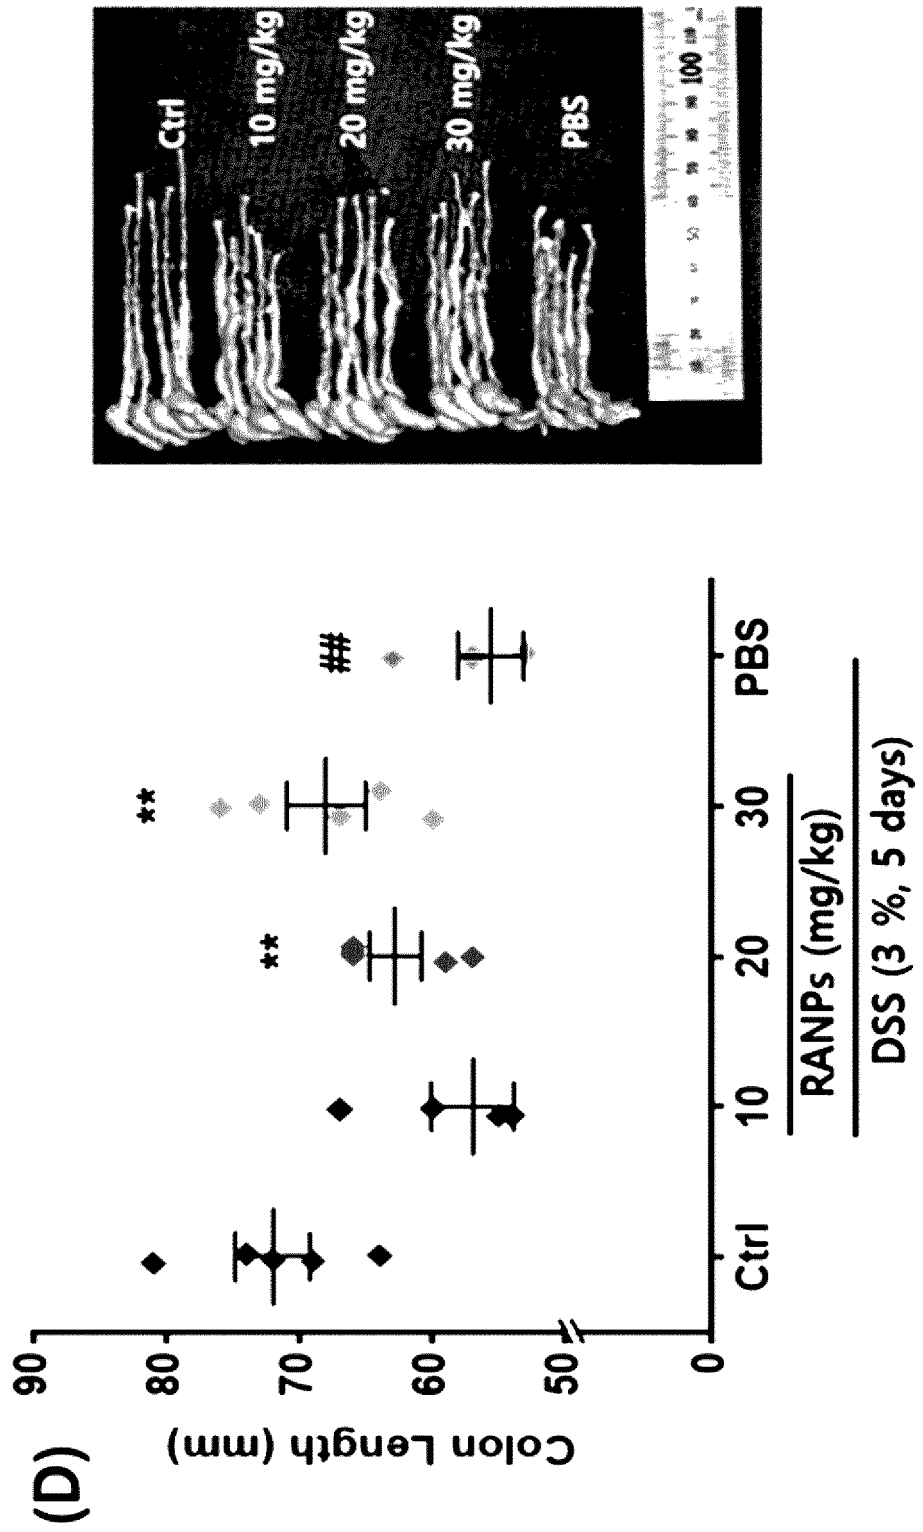 (D)
Colon Length (mm)
90
80
70
60
50
0
##
**
**
Ctrl
10
20
30
PBS
RANPs (mg/kg)
DSS (3 %, 5 days)
Ctrl
10 mg/kg
20 mg/kg
30 mg/kg
PBS
100